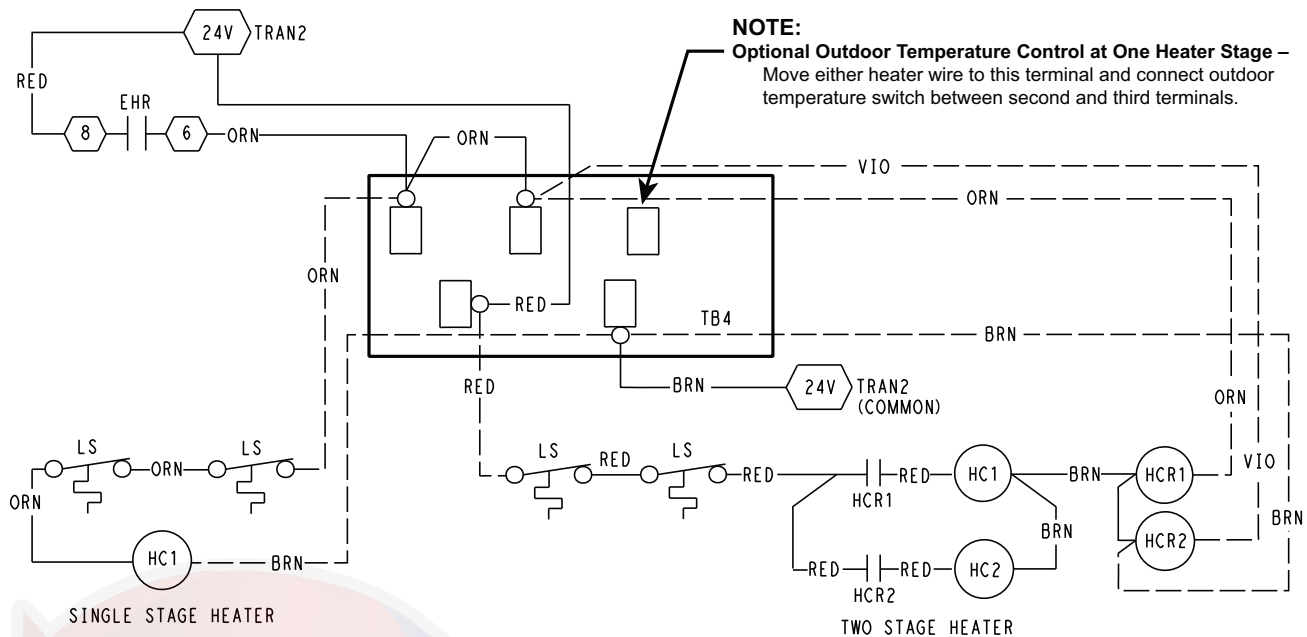 24V TRAN2
NOTE:
Optional Outdoor Temperature Control at One Heater Stage –
Move either heater wire to this terminal and connect outdoor
temperature switch between second and third terminals.
RED
EHR
8 6 ORN
ORN
VIO
ORN
ORN
RED
TB4
BRN
RED
BRN 24V TRAN2
(COMMON)
ORN
LS LS
ORN
ORN
HC1 BRN
SINGLE STAGE HEATER
LS RED LS
RED
HCR1
RED HC1 BRN HCR1
VIO
BRN
BRN
HCR2
RED
HCR2
RED HC2
TWO STAGE HEATER